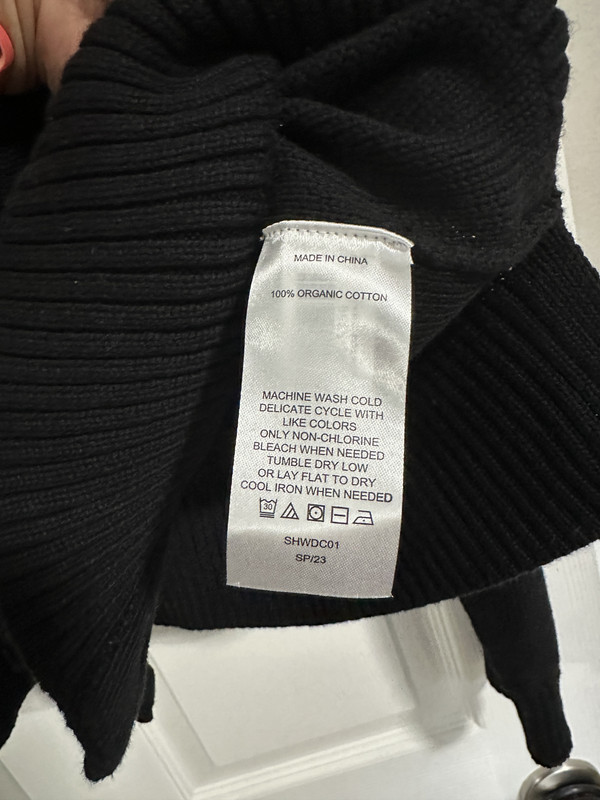 MADE IN CHINA
100% ORGANIC COTTON
MACHINE WASH COLD
DELICATE CYCLE WITH
LIKE COLORS
ONLY NON-CHLORINE
BLEACH WHEN NEEDED
TUMBLE DRY LOW
OR LAY FLAT TO DRY
COOL IRON WHEN NEEDED
30
SHWDC01
SP/23